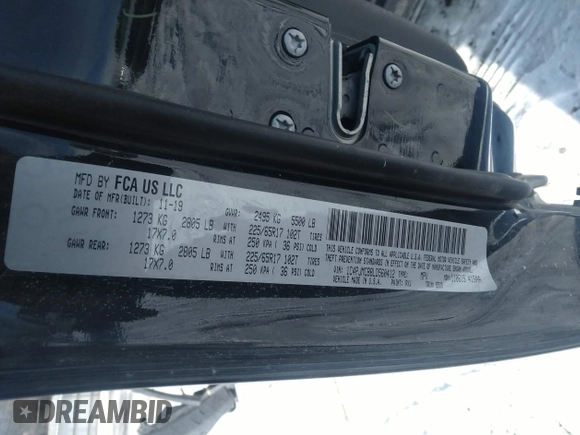 MFD BY FCA US LLC
DATE OF MFR(BUILT): 11-19 GVWR: 2495 KG 5500 LB
GAWR FRONT: 1273 KG 2805 LB WITH 225/65R17 102T TIRES
17X7.0 RIMS AT 250 KPA ( 36 PSI) COLD
GAWR REAR: 1273 KG 2805 LB WITH 225/65R17 102T TIRES
17X7.0 RIMS AT 250 KPA ( 36 PSI) COLD
THIS VEHICLE CONFORMS TO ALL U.S.A. FEDERAL MOTOR VEHICLE SAFETY AND
THEFT PREVENTION STANDARDS IN EFFECT ON THE DATE OF MANUFACTURE SHOWN ABOVE.
VIN: TYPE: MPV
VEHICLE MADE IN U.S.A. PAINT:
DREAMBID